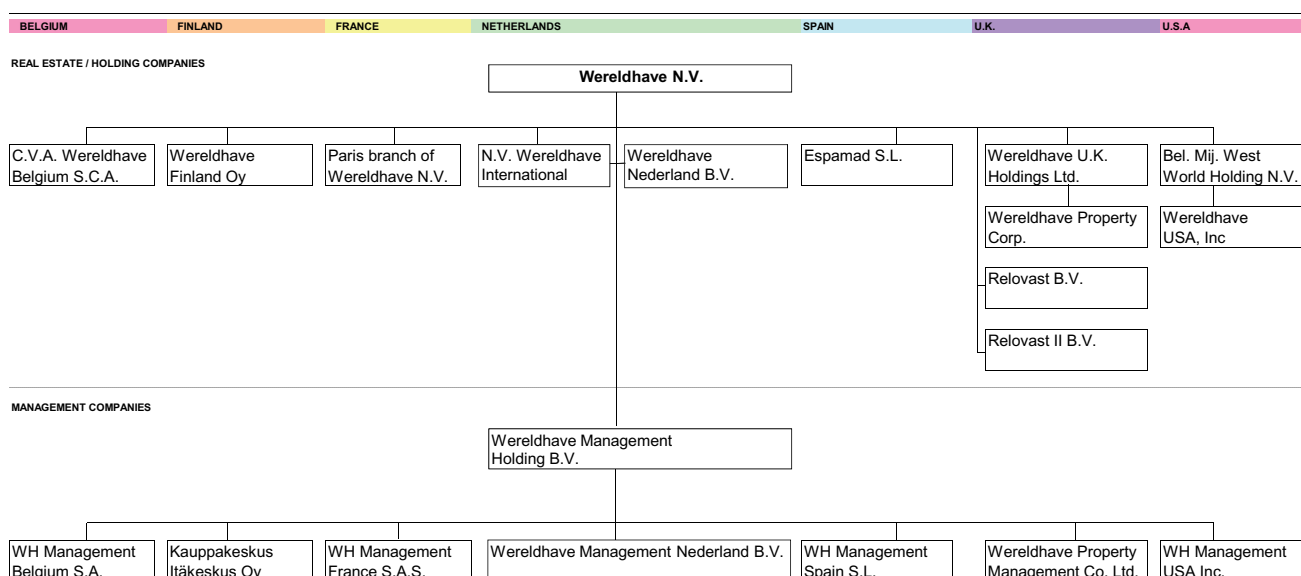 BELGIUM FINLAND FRANCE NETHERLANDS SPAIN U.K. U.S.A
REAL ESTATE / HOLDING COMPANIES
Wereldhave N.V.
C.V.A. Wereldhave
Belgium S.C.A.
Wereldhave
Finland Oy
Paris branch of
Wereldhave N.V.
N.V. Wereldhave
International
Wereldhave
Nederland B.V.
Espamad S.L.
Wereldhave U.K.
Holdings Ltd.
Bel. Mij. West
World Holding N.V.
Wereldhave Property
Corp.
Wereldhave
USA, Inc
Relovast B.V.
Relovast II B.V.
MANAGEMENT COMPANIES
Wereldhave Management
Holding B.V.
WH Management
Belgium S.A.
Kauppakeskus
Itäkeskus Oy
WH Management
France S.A.S.
Wereldhave Management Nederland B.V.
WH Management
Spain S.L.
Wereldhave Property
Management Co. Ltd.
WH Management
USA Inc.